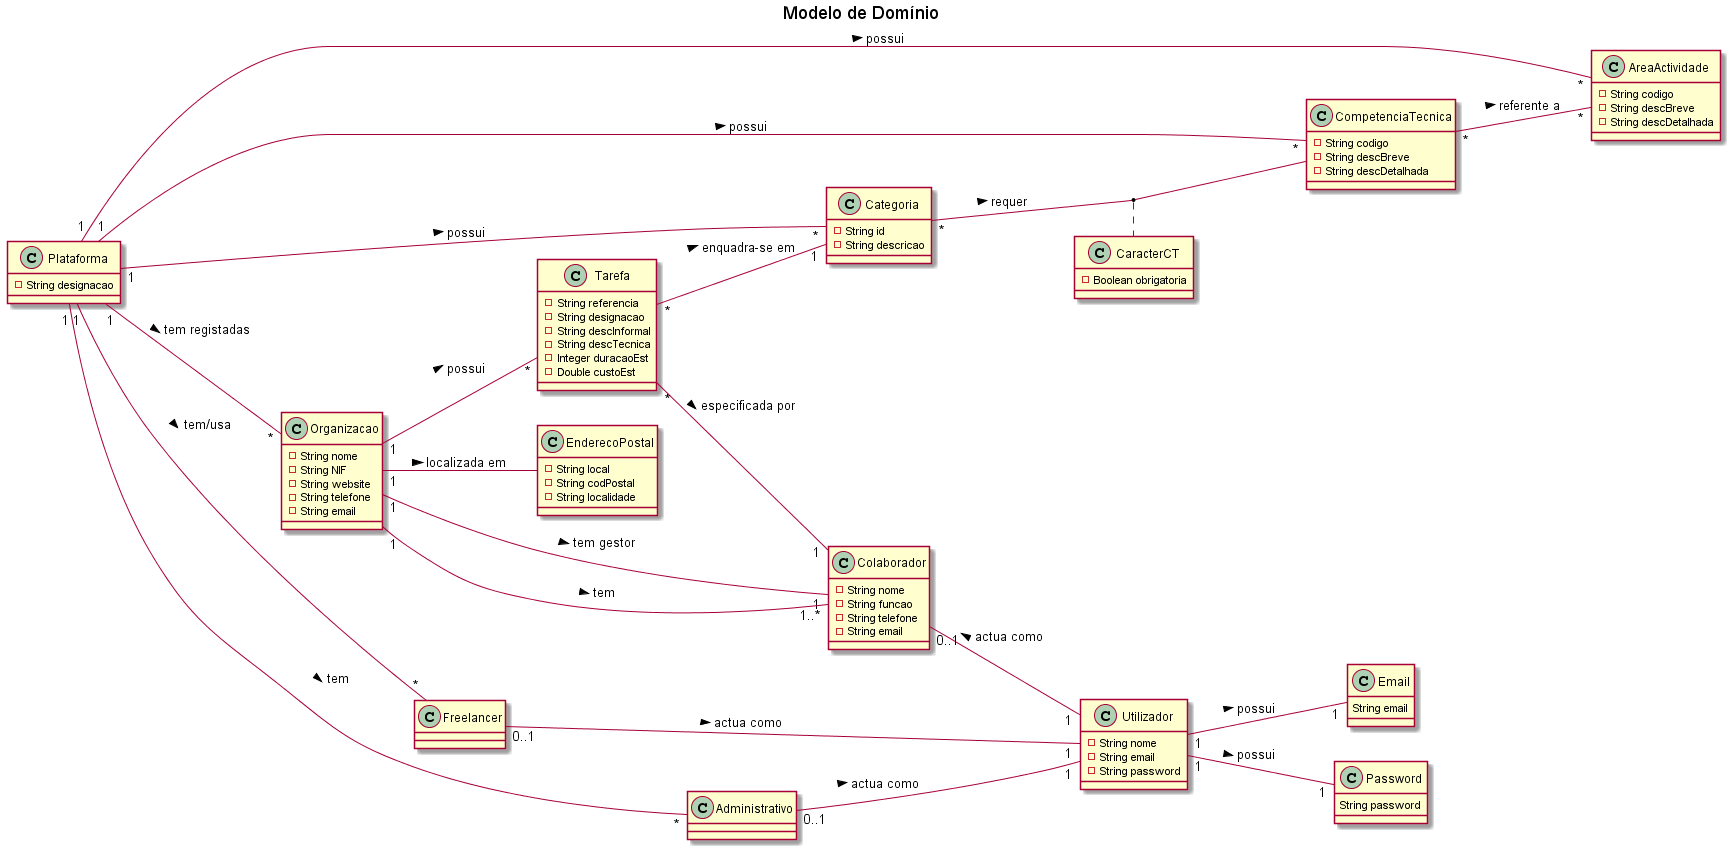 Modelo de Domínio
possui
C AreaActividade
String codigo
String descBreve
String descDetalhada
*
referente a
*
*
C CompetenciaTecnica
String codigo
String descBreve
String descDetalhada
*
possui
1
1
C Plataforma
String designacao
1
possui
*
C Categoria
String id
String descricao
*
requer
C CaracterCT
Boolean obrigatoria
enquadra-se em
1
*
C Tarefa
String referencia
String designacao
String descInformal
String descTecnica
Integer duracaoEst
Double custoEst
*
especificada por
1
1
1
1
tem registadas
*
possui
*
tem/usa
C Organizacao
String nome
String NIF
String website
String telefone
String email
1
localizada em
1
C EnderecoPostal
String local
String codPostal
String localidade
1
tem gestor
1
1
tem
1..*
C Colaborador
String nome
String funcao
String telefone
String email
0..1
actua como
1
tem
*
C Freelancer
0..1
actua como
1
C Utilizador
String nome
String email
String password
1
possui
1
C Email
String email
1
possui
1
C Password
String password
*
C Administrativo
0..1
actua como
1